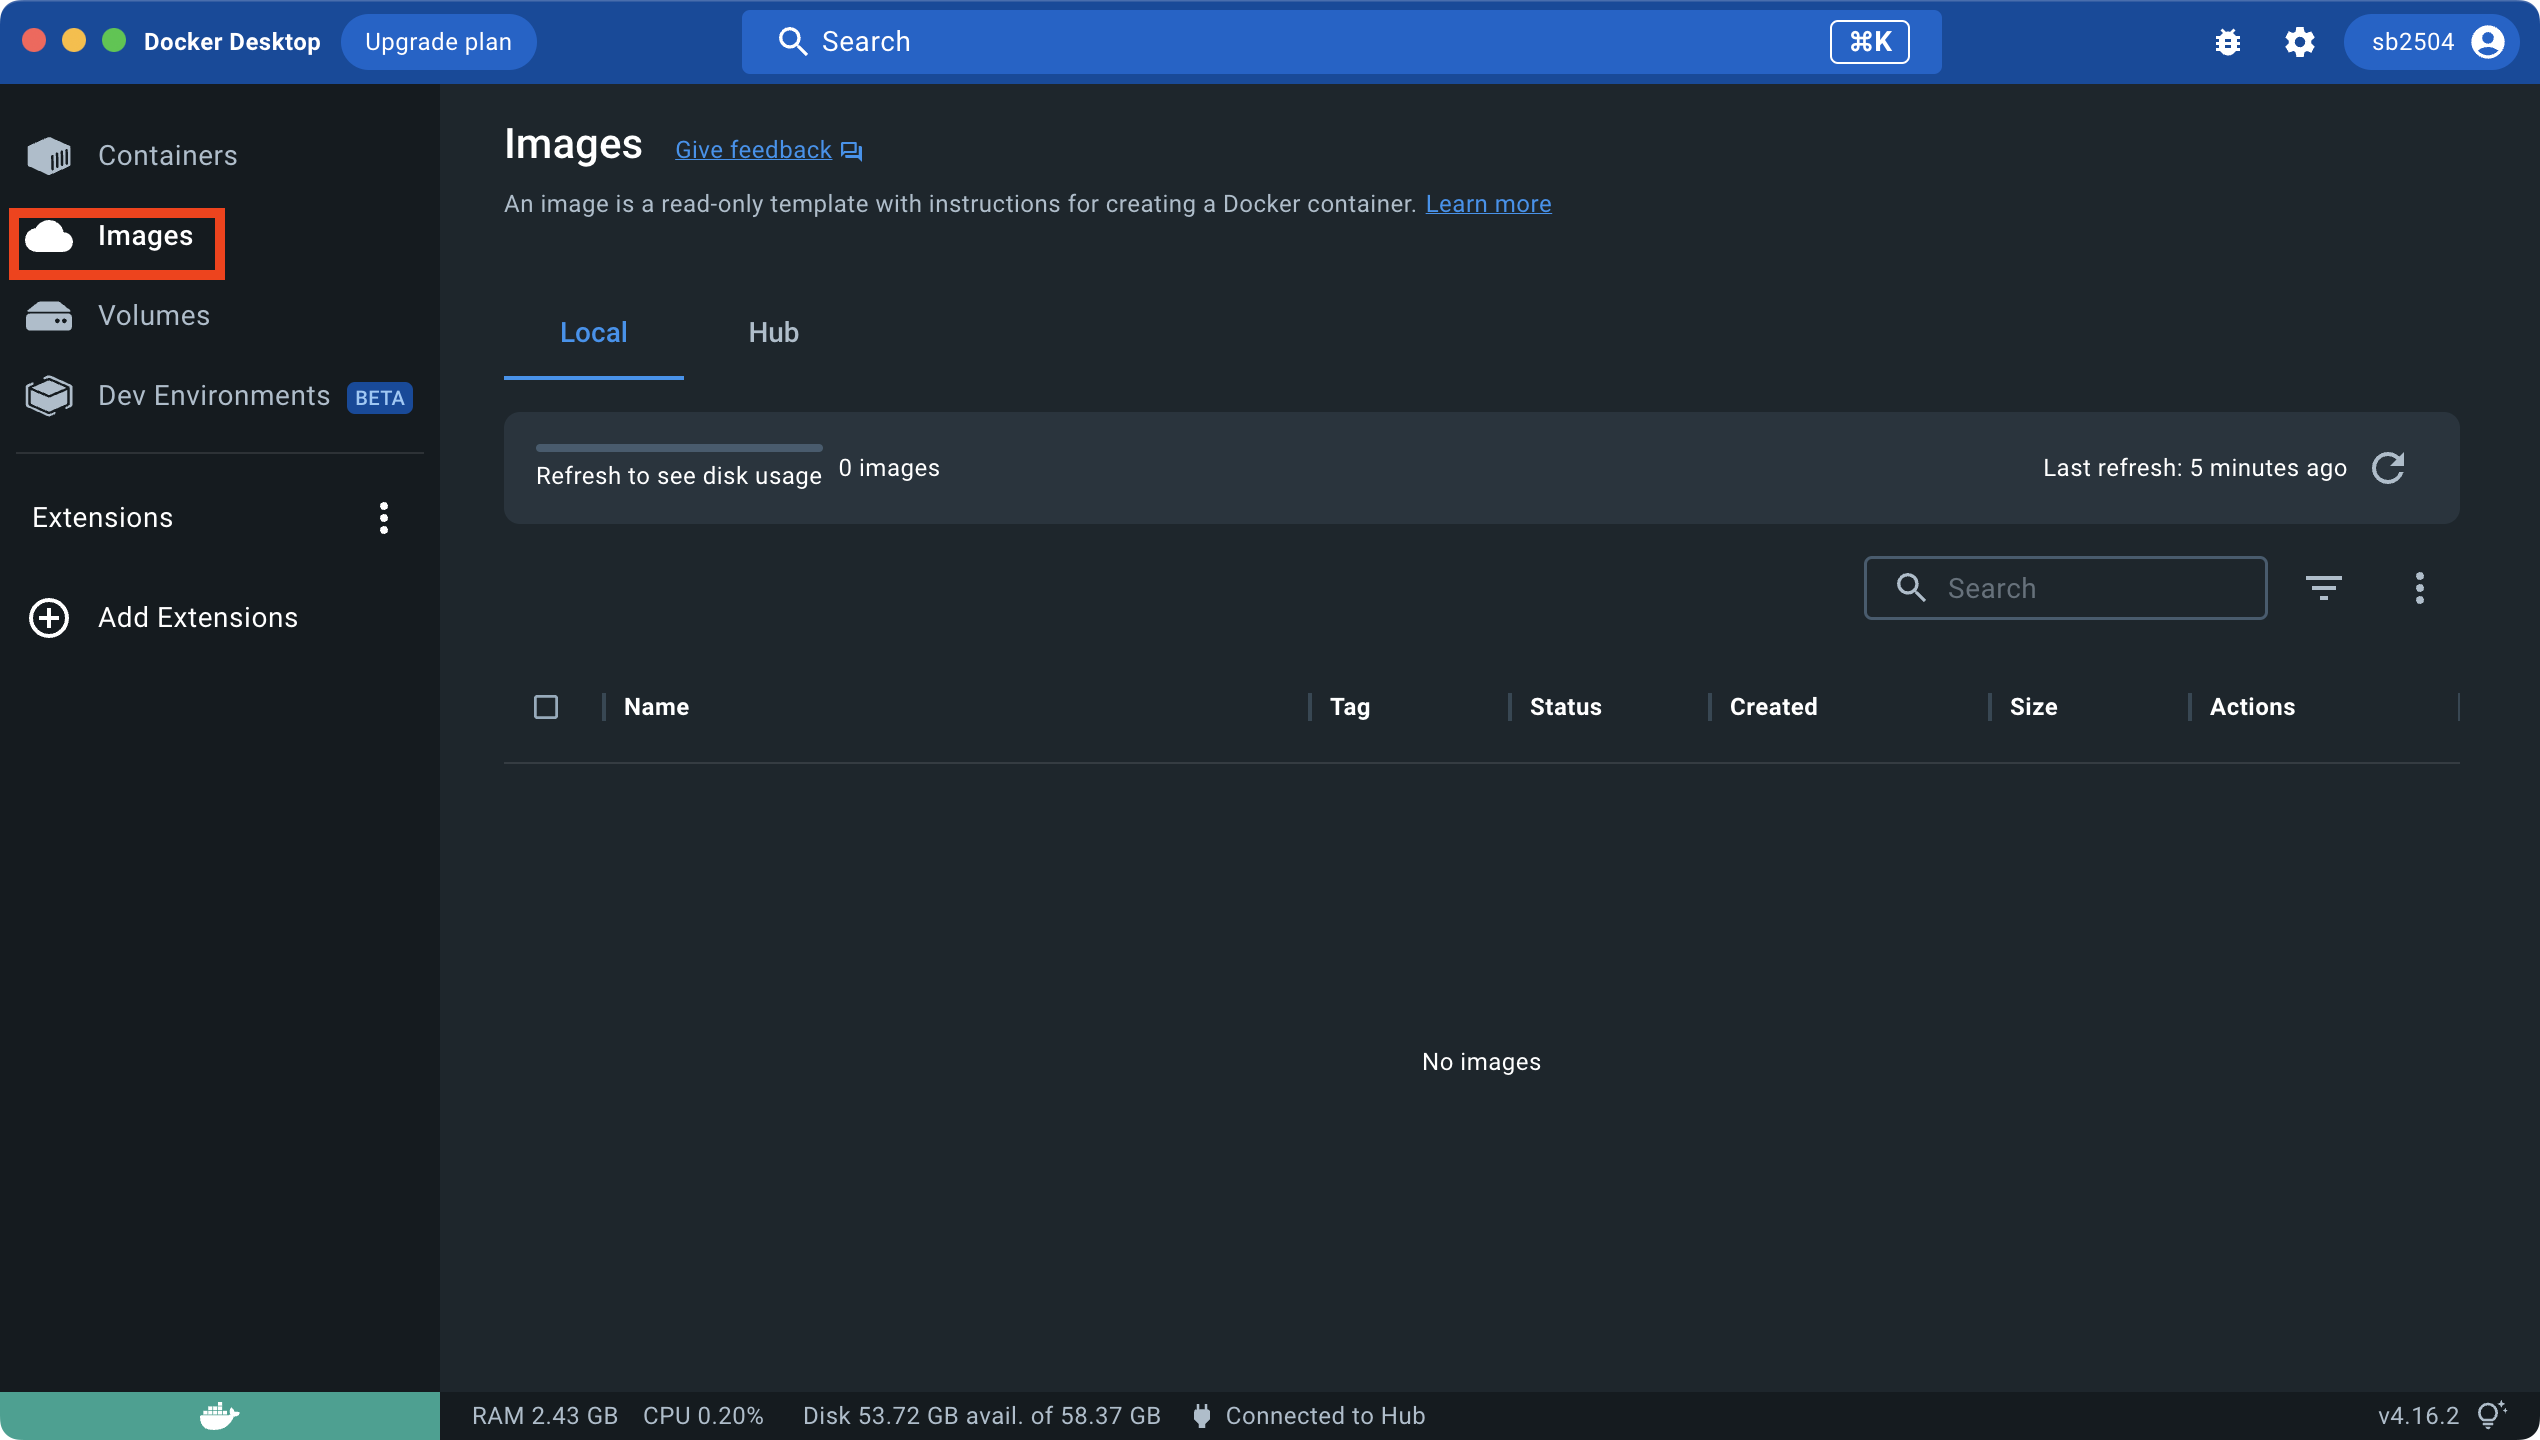 Docker Desktop
Upgrade plan
Search
⌘K
sb2504
Containers
Images
Volumes
Dev Environments BETA
Extensions
Add Extensions
Images
Give feedback
An image is a read-only template with instructions for creating a Docker container. Learn more
Local
Hub
Refresh to see disk usage
0 images
Last refresh: 5 minutes ago
Search
Name
Tag
Status
Created
Size
Actions
No images
RAM 2.43 GB
CPU 0.20%
Disk 53.72 GB avail. of 58.37 GB
Connected to Hub
v4.16.2